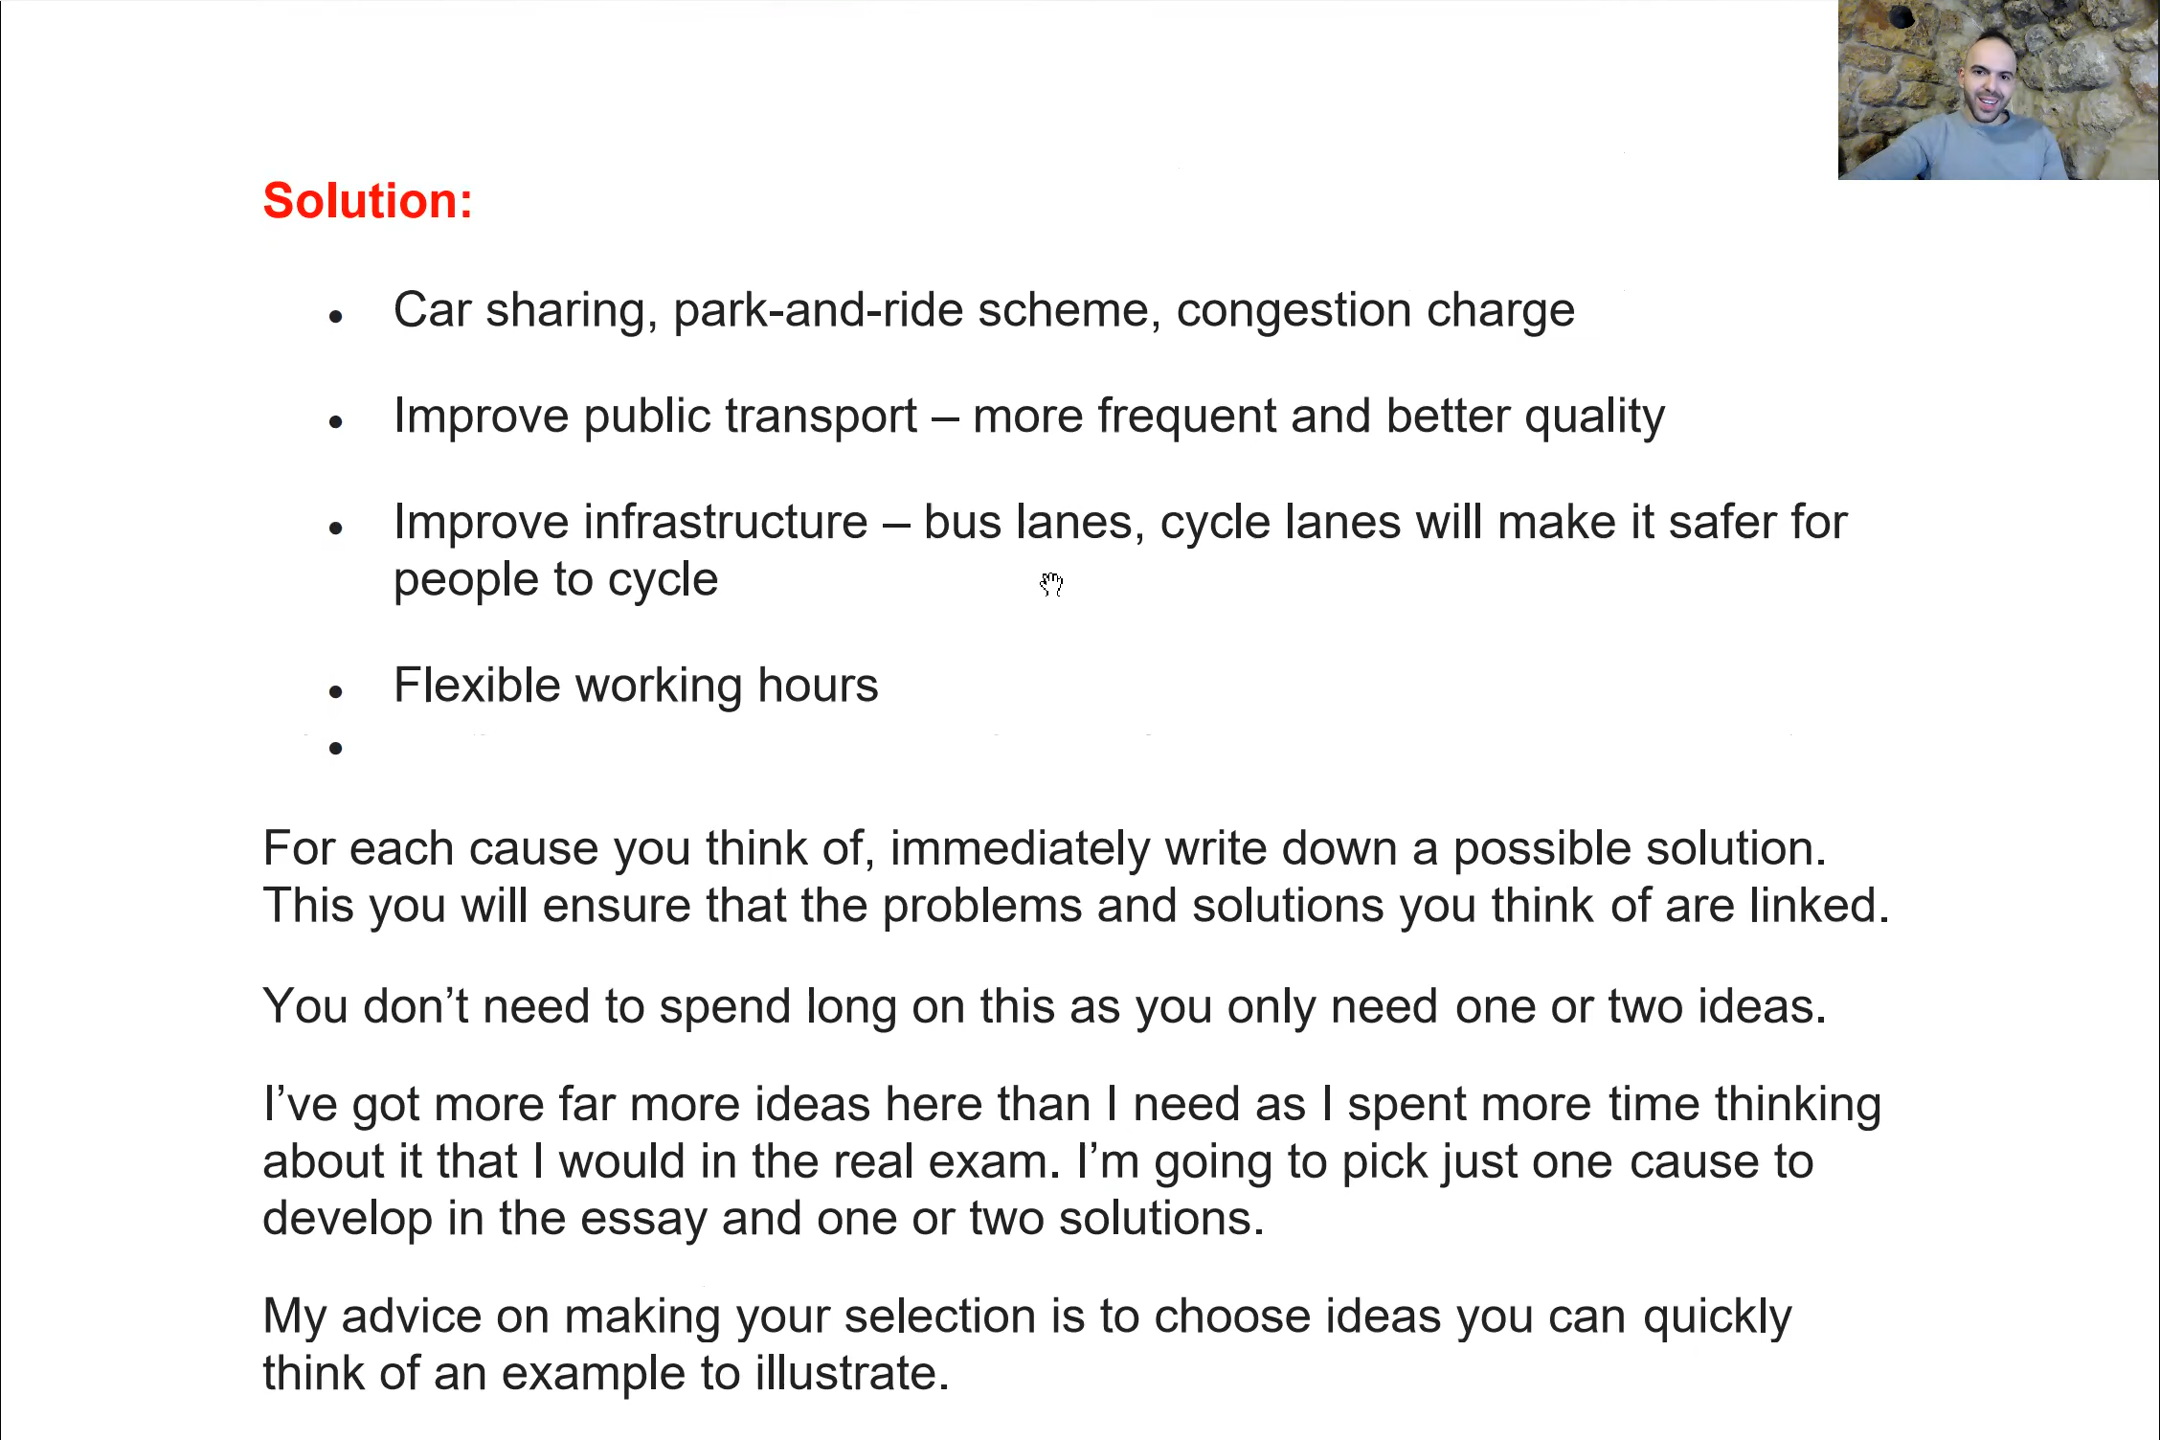 Solution:
• Car sharing, park-and-ride scheme, congestion charge
• Improve public transport – more frequent and better quality
• Improve infrastructure – bus lanes, cycle lanes will make it safer for
people to cycle
• Flexible working hours
•
For each cause you think of, immediately write down a possible solution.
This you will ensure that the problems and solutions you think of are linked.
You don’t need to spend long on this as you only need one or two ideas.
I’ve got more far more ideas here than I need as I spent more time thinking
about it that I would in the real exam. I’m going to pick just one cause to
develop in the essay and one or two solutions.
My advice on making your selection is to choose ideas you can quickly
think of an example to illustrate.